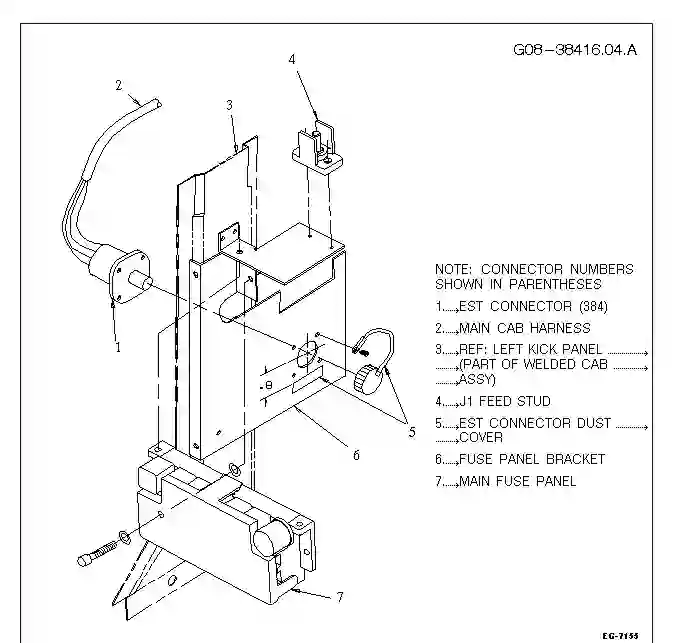 G08-38416.04.A
4
2
3
NOTE: CONNECTOR NUMBERS
SHOWN IN PARENTHESES
1.....→EST CONNECTOR (384)
2.....→MAIN CAB HARNESS
1
3.....→REF: LEFT KICK PANEL ..........→
.....→(PART OF WELDED CAB ..........→
.....→ASSY)
4.....→J1 FEED STUD
5.....→EST CONNECTOR DUST ..........→
.....→COVER
5
6
6.....→FUSE PANEL BRACKET
7.....→MAIN FUSE PANEL
7
EG-7155